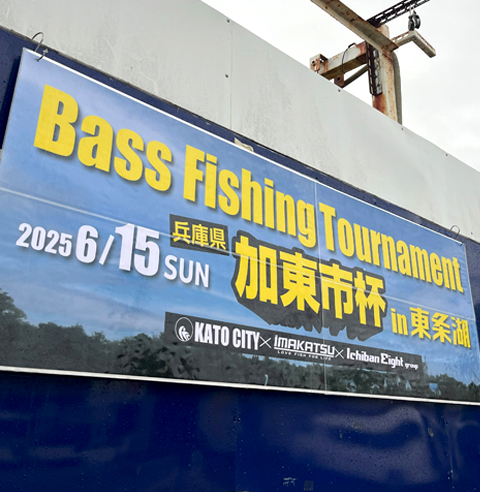 Bass Fishing Tournament
2025 6/15 SUN
兵庫県
加東市杯 in 東条湖
KATO CITY × IMAKATSU × Ichiban Eight group
LOVE FISH FOR LIFE